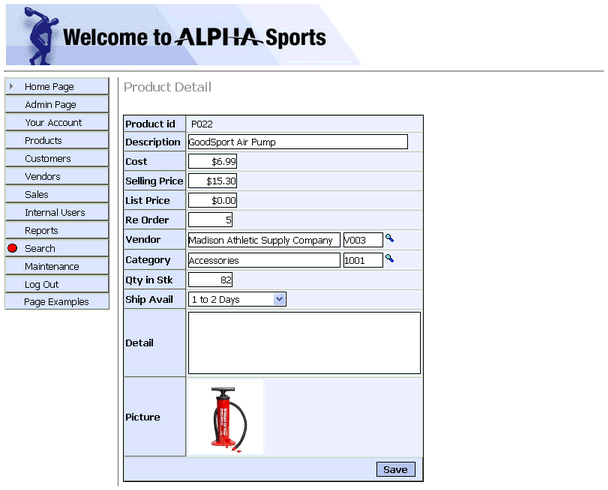 Welcome to ALPHA Sports
Home Page
Admin Page
Your Account
Products
Customers
Vendors
Sales
Internal Users
Reports
Search
Maintenance
Log Out
Page Examples
Product Detail
Product id P022
Description GoodSport Air Pump
Cost $6.99
Selling Price $15.30
List Price $0.00
Re Order 5
Vendor Madison Athletic Supply Company V003
Category Accessories 1001
Qty in Stk 82
Ship Avail 1 to 2 Days
Detail
Picture
Save